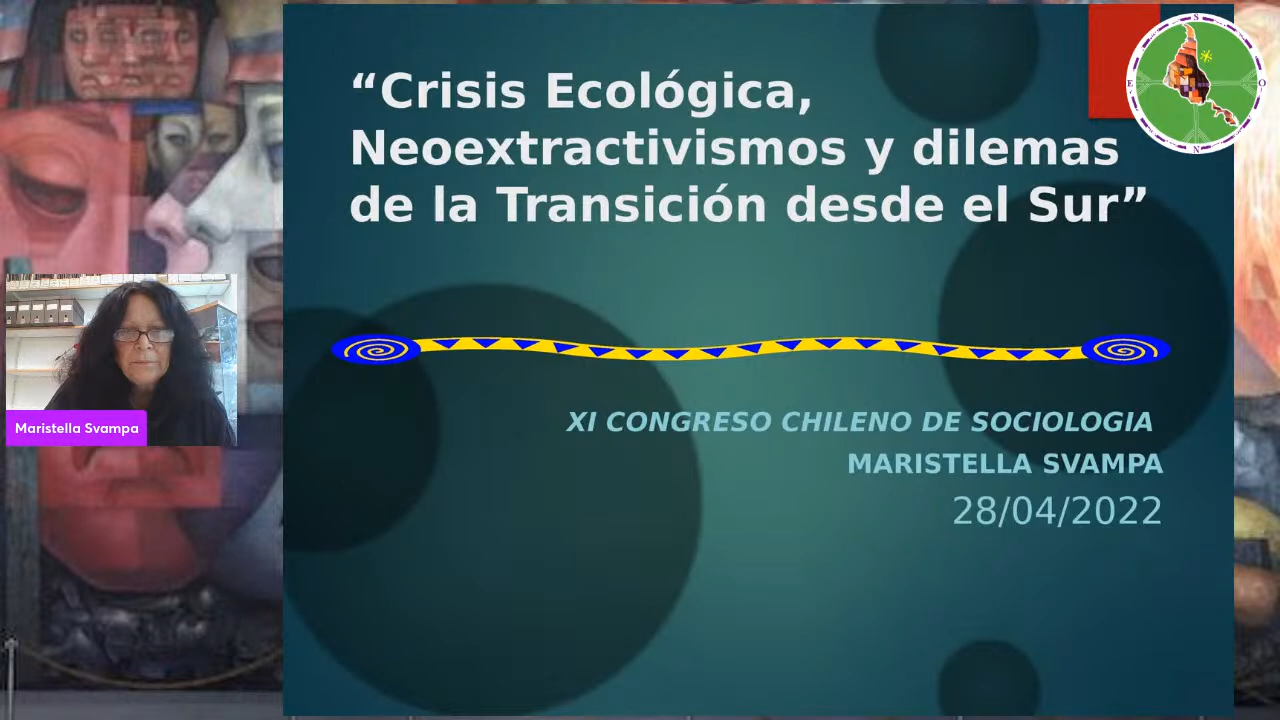 “Crisis Ecológica,
Neoextractivismos y dilemas
de la Transición desde el Sur”
XI CONGRESO CHILENO DE SOCIOLOGIA
MARISTELLA SVAMPA
28/04/2022
Maristella Svampa
S
E
O
N